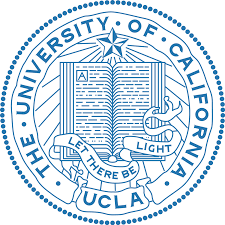 · THE · UNIVERSITY · OF · CALIFORNIA ·
A
LET THERE BE LIGHT
UCLA